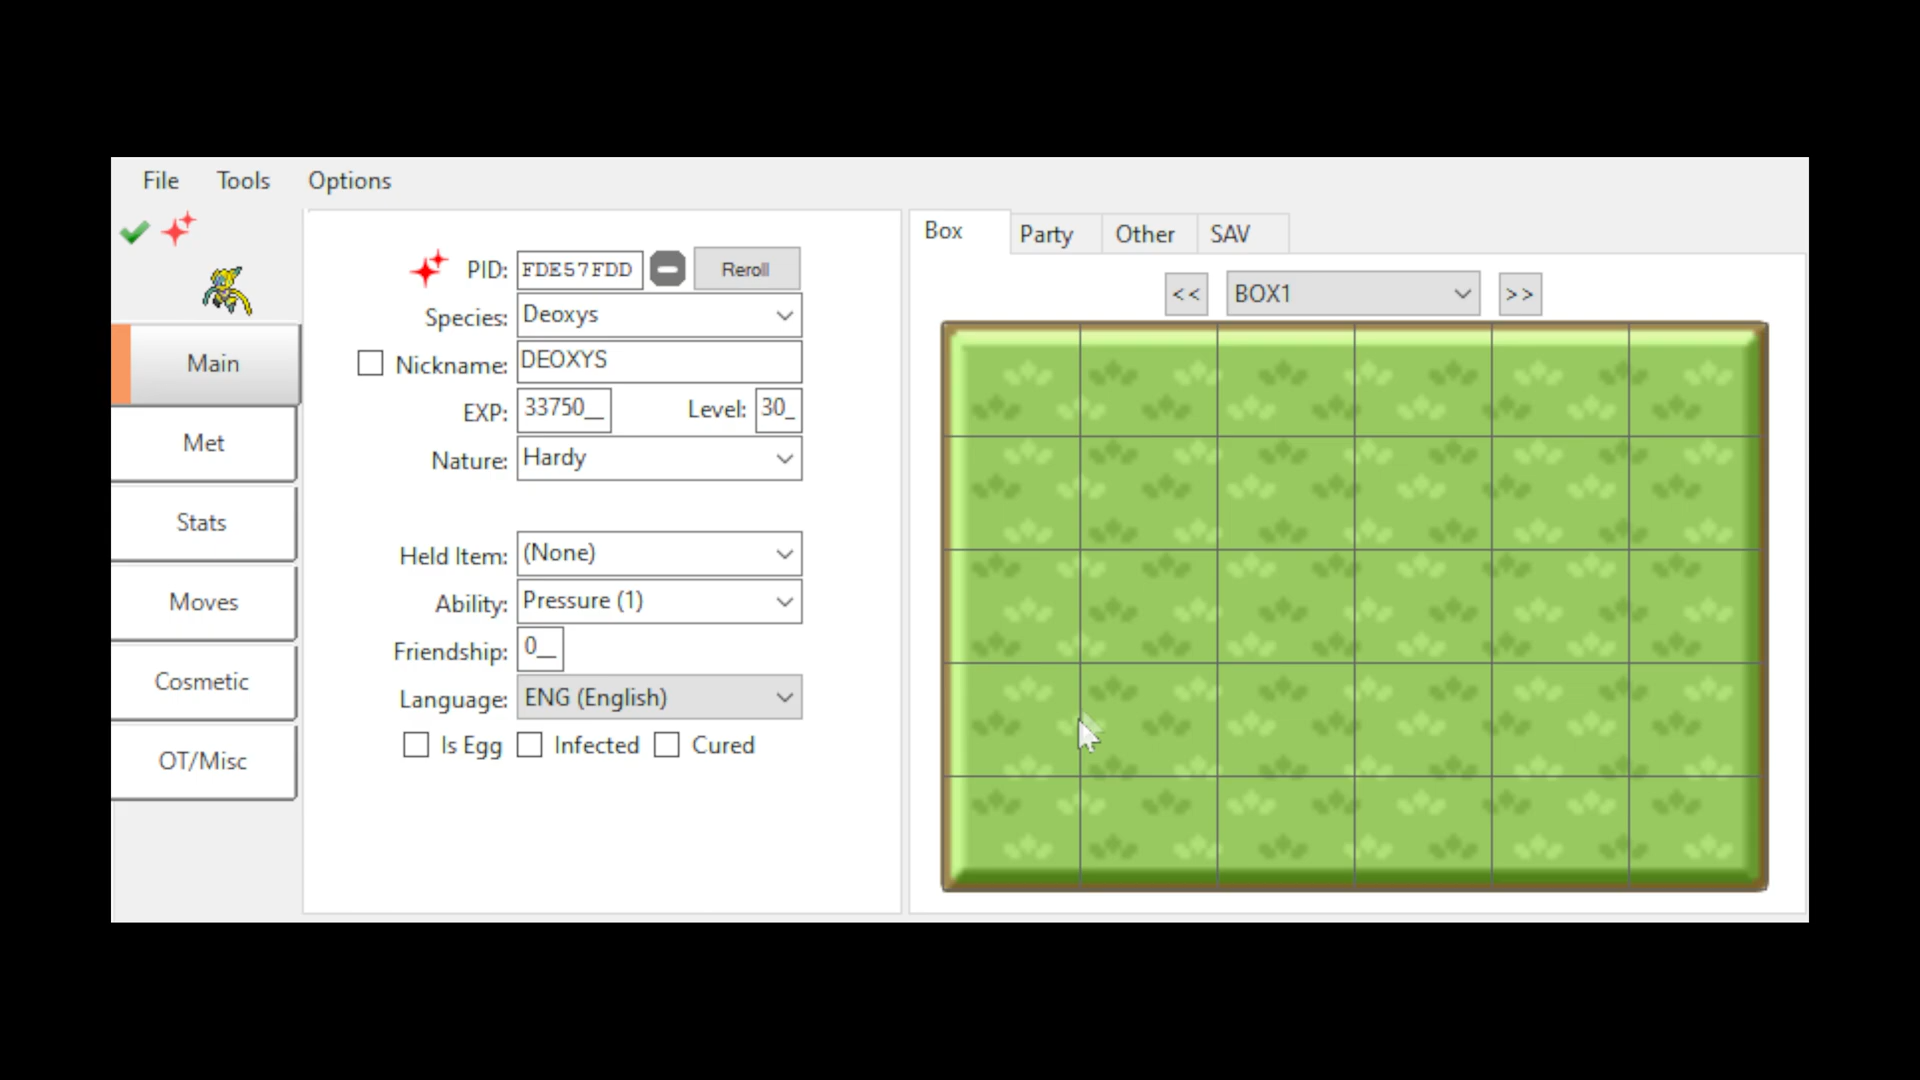 File Tools Options
PID: FDE57FDD Reroll
Species: Deoxys
Nickname: DEOXYS
EXP: 33750__ Level: 30_
Nature: Hardy
Held Item: (None)
Ability: Pressure (1)
Friendship: 0__
Language: ENG (English)
Is Egg Infected Cured
Main
Met
Stats
Moves
Cosmetic
OT/Misc
Box Party Other SAV
<< BOX1 >>